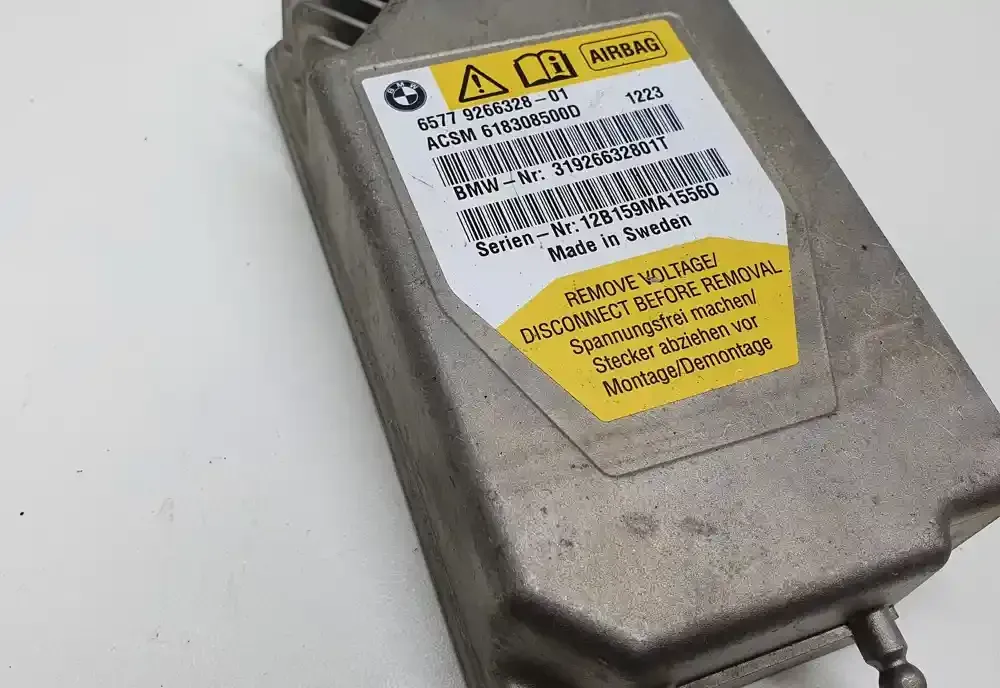 BMW
AIRBAG
6577 9266328-01
ACSM 618308500D 1223
BMW-Nr: 31926632801T
Serien-Nr: 12B159MA1556O
Made in Sweden
REMOVE VOLTAGE/
DISCONNECT BEFORE REMOVAL
Spannungsfrei machen/
Stecker abziehen vor
Montage/Demontage